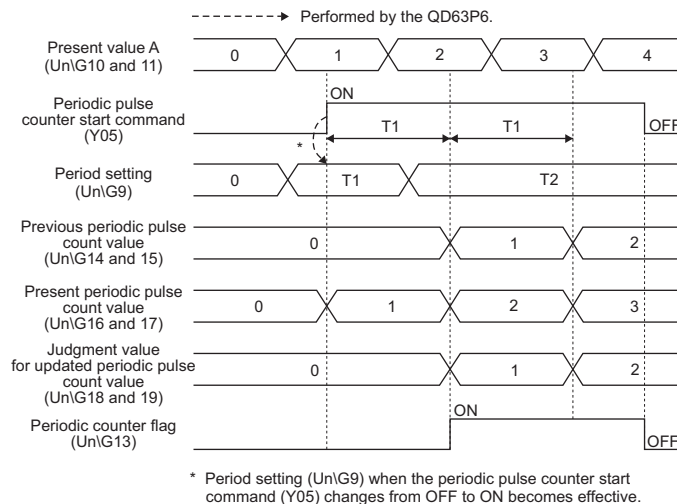 Performed by the QD63P6.
Present value A
(Un\G10 and 11)
0 1 2 3 4
Periodic pulse
counter start command
(Y05)
ON
T1 T1
OFF
*
Period setting
(Un\G9)
0 T1 T2
Previous periodic pulse
count value
(Un\G14 and 15)
0 1 2
Present periodic pulse
count value
(Un\G16 and 17)
0 1 2 3
Judgment value
for updated periodic pulse
count value
(Un\G18 and 19)
0 1 2
Periodic counter flag
(Un\G13)
ON
OFF
* Period setting (Un\G9) when the periodic pulse counter start
command (Y05) changes from OFF to ON becomes effective.